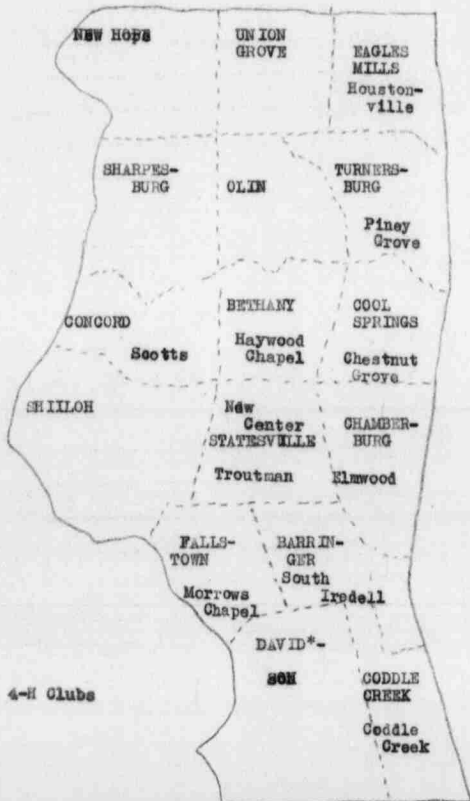 NEW HOPE
UNION
GROVE
EAGLES
MILLS
Houston-
ville
SHARPES-
BURG
OLIN
TURNERS-
BURG
Piney
Grove
CONCORD
Scotts
BETHANY
Haywood
Chapel
COOL
SPRINGS
Chestnut
Grove
SHIILOH
New
Center
STATESVILLE
Troutman
CHAMBER-
BURG
Elmwood
FALLS-
TOWN
Morrows
Chapel
BARRIN-
GER
South
Iredell
DAVID*-
SON
CODDLE
CREEK
Coddle
Creek
4-H Clubs